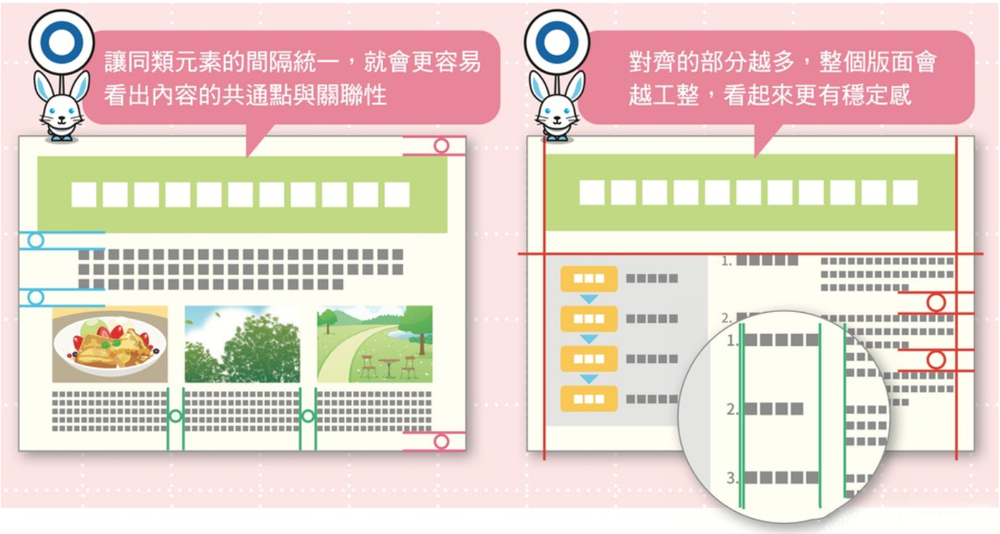 讓同類元素的間隔統一，就會更容易
看出內容的共通點與關聯性
對齊的部分越多，整個版面會
越工整，看起來更有穩定感
1.
2.
1.
2.
3.